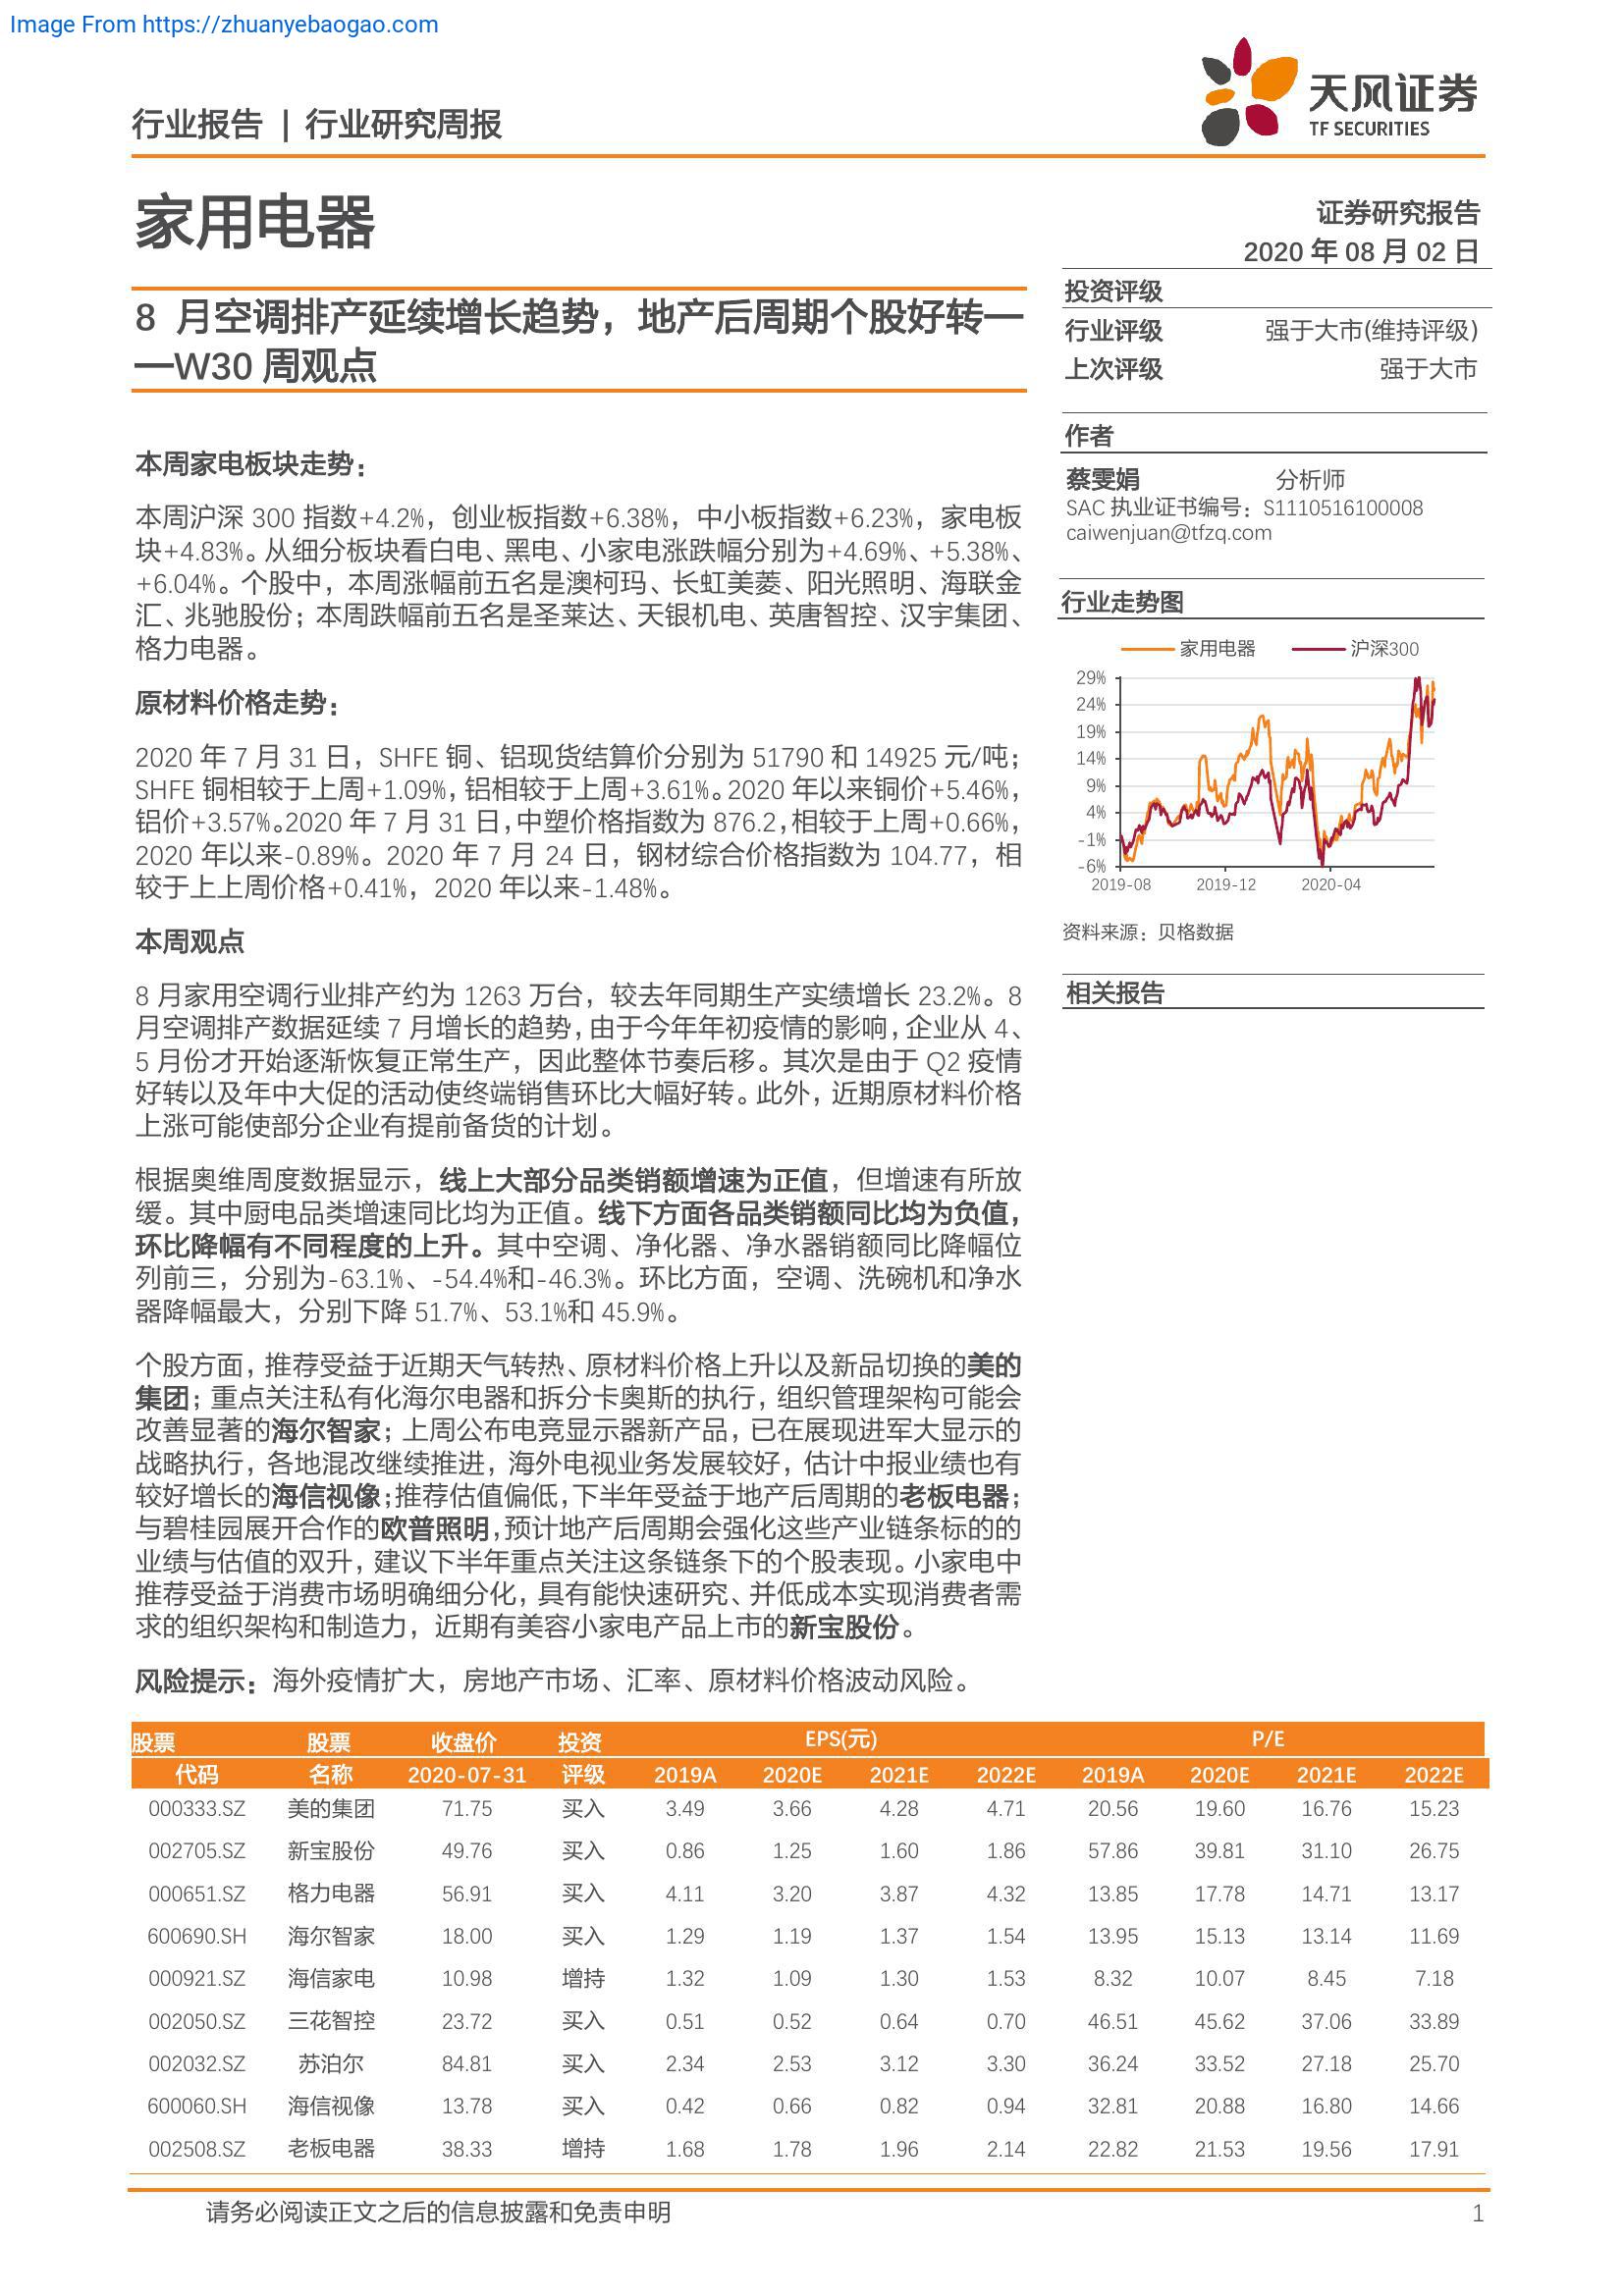 Image From https://zhuanyebaogao.com
行业报告 | 行业研究周报
天风证券
TF SECURITIES
家用电器
证券研究报告
2020 年 08 月 02 日
8 月空调排产延续增长趋势，地产后周期个股好转—
—W30 周观点
投资评级
行业评级 强于大市(维持评级)
上次评级 强于大市
作者
蔡雯娟 分析师
SAC 执业证书编号：S1110516100008
caiwenjuan@tfzq.com
行业走势图
家用电器 沪深300
29%
24%
19%
14%
9%
4%
-1%
-6%
2019-08 2019-12 2020-04
资料来源：贝格数据
相关报告
本周家电板块走势：
本周沪深 300 指数+4.2%，创业板指数+6.38%，中小板指数+6.23%，家电板
块+4.83%。从细分板块看白电、黑电、小家电涨跌幅分别为+4.69%、+5.38%、
+6.04%。个股中，本周涨幅前五名是澳柯玛、长虹美菱、阳光照明、海联金
汇、兆驰股份；本周跌幅前五名是圣莱达、天银机电、英唐智控、汉宇集团、
格力电器。
原材料价格走势：
2020 年 7 月 31 日，SHFE 铜、铝现货结算价分别为 51790 和 14925 元/吨；
SHFE 铜相较于上周+1.09%，铝相较于上周+3.61%。2020 年以来铜价+5.46%，
铝价+3.57%。2020 年 7 月 31 日，中塑价格指数为 876.2，相较于上周+0.66%，
2020 年以来-0.89%。2020 年 7 月 24 日，钢材综合价格指数为 104.77，相
较于上上周价格+0.41%，2020 年以来-1.48%。
本周观点
8 月家用空调行业排产约为 1263 万台，较去年同期生产实绩增长 23.2%。8
月空调排产数据延续 7 月增长的趋势，由于今年年初疫情的影响，企业从 4、
5 月份才开始逐渐恢复正常生产，因此整体节奏后移。其次是由于 Q2 疫情
好转以及年中大促的活动使终端销售环比大幅好转。此外，近期原材料价格
上涨可能使部分企业有提前备货的计划。
根据奥维周度数据显示，线上大部分品类销额增速为正值，但增速有所放
缓。其中厨电品类增速同比均为正值。线下方面各品类销额同比均为负值，
环比降幅有不同程度的上升。其中空调、净化器、净水器销额同比降幅位
列前三，分别为-63.1%、-54.4%和-46.3%。环比方面，空调、洗碗机和净水
器降幅最大，分别下降 51.7%、53.1%和 45.9%。
个股方面，推荐受益于近期天气转热、原材料价格上升以及新品切换的美的
集团；重点关注私有化海尔电器和拆分卡奥斯的执行，组织管理架构可能会
改善显著的海尔智家；上周公布电竞显示器新产品，已在展现进军大显示的
战略执行，各地混改继续推进，海外电视业务发展较好，估计中报业绩也有
较好增长的海信视像；推荐估值偏低，下半年受益于地产后周期的老板电器；
与碧桂园展开合作的欧普照明，预计地产后周期会强化这些产业链条标的的
业绩与估值的双升，建议下半年重点关注这条链条下的个股表现。小家电中
推荐受益于消费市场明确细分化，具有能快速研究、并低成本实现消费者需
求的组织架构和制造力，近期有美容小家电产品上市的新宝股份。
风险提示：海外疫情扩大，房地产市场、汇率、原材料价格波动风险。
股票 股票 收盘价 投资 EPS(元) P/E
代码 名称 2020-07-31 评级 2019A 2020E 2021E 2022E 2019A 2020E 2021E 2022E
000333.SZ 美的集团 71.75 买入 3.49 3.66 4.28 4.71 20.56 19.60 16.76 15.23
002705.SZ 新宝股份 49.76 买入 0.86 1.25 1.60 1.86 57.86 39.81 31.10 26.75
000651.SZ 格力电器 56.91 买入 4.11 3.20 3.87 4.32 13.85 17.78 14.71 13.17
600690.SH 海尔智家 18.00 买入 1.29 1.19 1.37 1.54 13.95 15.13 13.14 11.69
000921.SZ 海信家电 10.98 增持 1.32 1.09 1.30 1.53 8.32 10.07 8.45 7.18
002050.SZ 三花智控 23.72 买入 0.51 0.52 0.64 0.70 46.51 45.62 37.06 33.89
002032.SZ 苏泊尔 84.81 买入 2.34 2.53 3.12 3.30 36.24 33.52 27.18 25.70
600060.SH 海信视像 13.78 买入 0.42 0.66 0.82 0.94 32.81 20.88 16.80 14.66
002508.SZ 老板电器 38.33 增持 1.68 1.78 1.96 2.14 22.82 21.53 19.56 17.91
请务必阅读正文之后的信息披露和免责申明 1